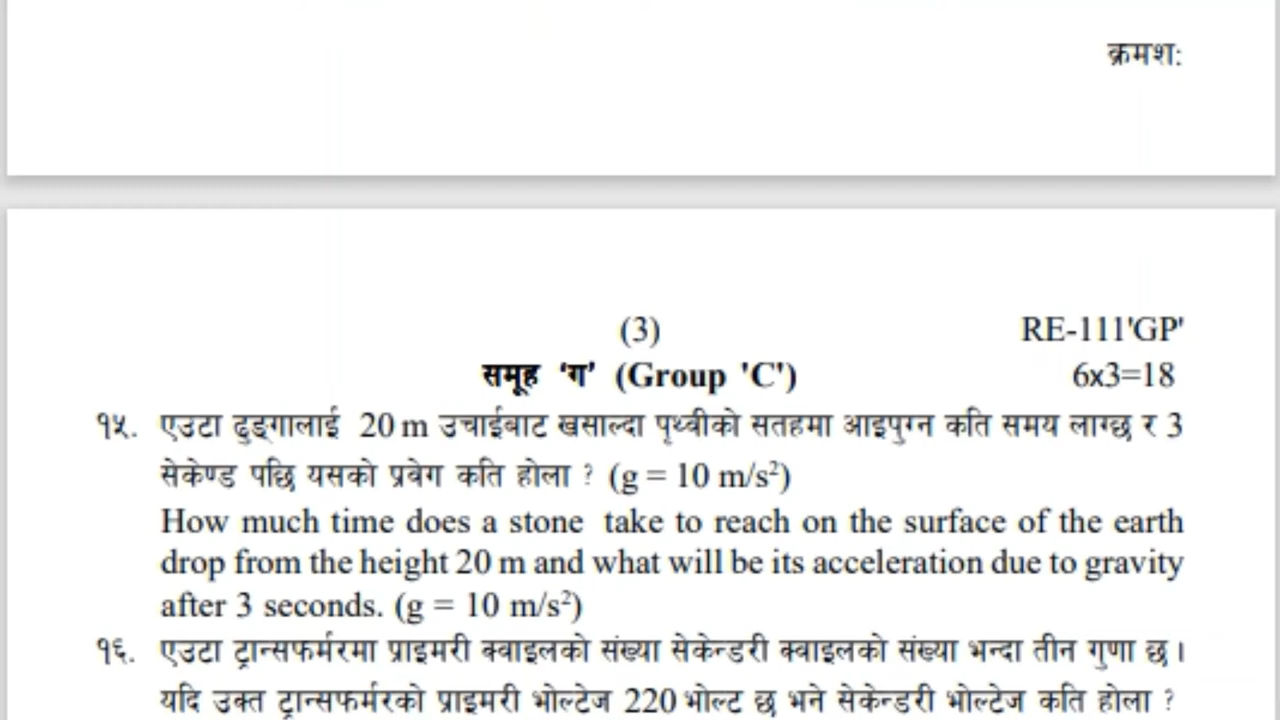 क्रमश:
(3) RE-111'GP'
समूह ‘ग’ (Group 'C') 6x3=18
१५. एउटा ढुङ्गालाई 20 m उचाईबाट खसाल्दा पृथ्वीको सतहमा आइपुग्न कति समय लाग्छ र 3
सेकेण्ड पछि यसको प्रबेग कति होला ? (g = 10 m/s²)
How much time does a stone take to reach on the surface of the earth
drop from the height 20 m and what will be its acceleration due to gravity
after 3 seconds. (g = 10 m/s²)
१६. एउटा ट्रान्सफर्मरमा प्राइमरी क्वाइलको संख्या सेकेन्डरी क्वाइलको संख्या भन्दा तीन गुणा छ।
यदि उक्त ट्रान्सफर्मरको प्राइमरी भोल्टेज 220 भोल्ट छ भने सेकेन्डरी भोल्टेज कति होला ?